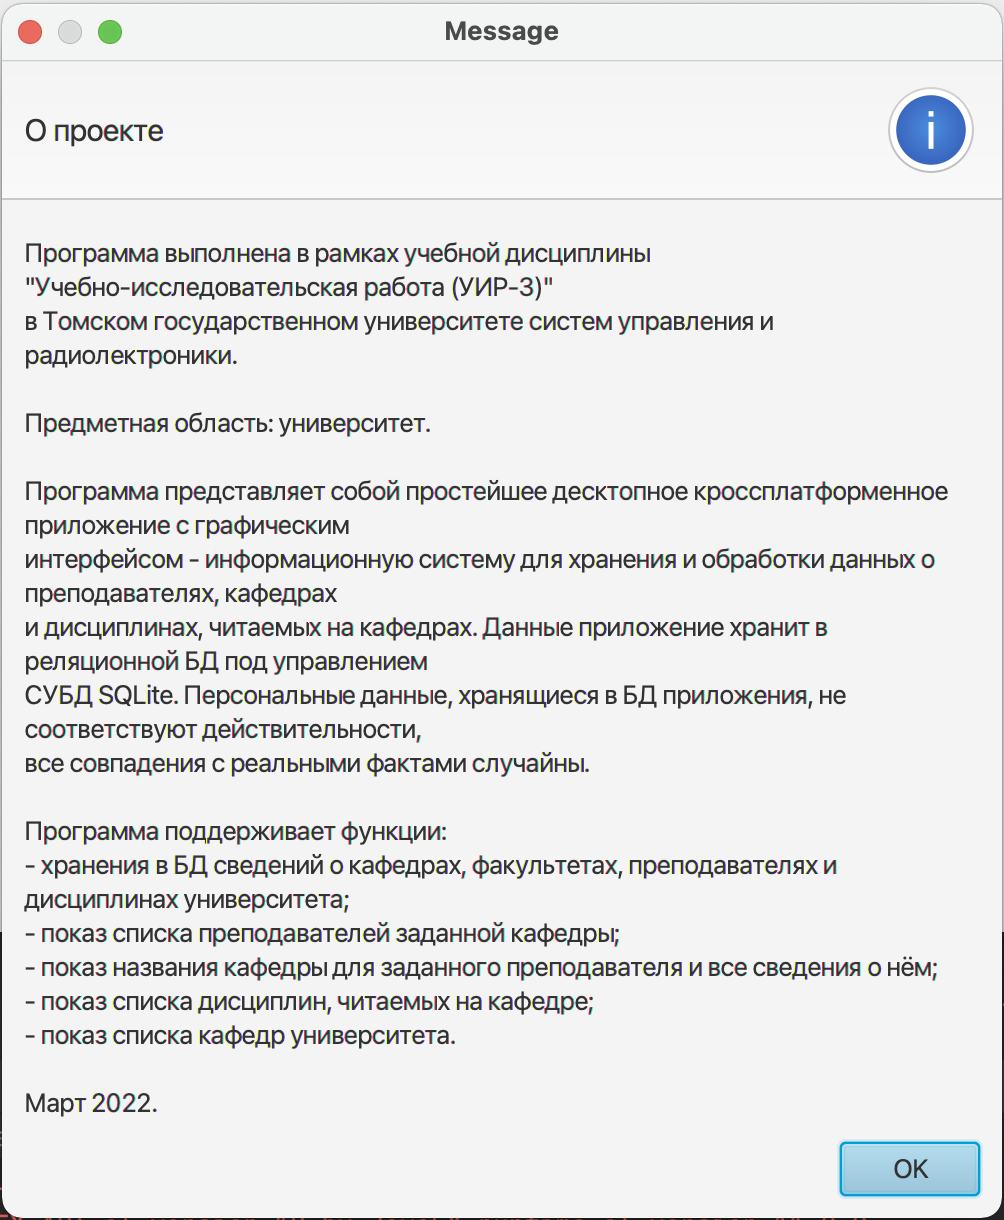 Message
О проекте
i
Программа выполнена в рамках учебной дисциплины
"Учебно-исследовательская работа (УИР-3)"
в Томском государственном университете систем управления и
радиолектроники.
Предметная область: университет.
Программа представляет собой простейшее десктопное кроссплатформенное
приложение с графическим
интерфейсом - информационную систему для хранения и обработки данных о
преподавателях, кафедрах
и дисциплинах, читаемых на кафедрах. Данные приложение хранит в
реляционной БД под управлением
СУБД SQLite. Персональные данные, хранящиеся в БД приложения, не
соответствуют действительности,
все совпадения с реальными фактами случайны.
Программа поддерживает функции:
- хранения в БД сведений о кафедрах, факультетах, преподавателях и
дисциплинах университета;
- показ списка преподавателей заданной кафедры;
- показ названия кафедры для заданного преподавателя и все сведения о нём;
- показ списка дисциплин, читаемых на кафедре;
- показ списка кафедр университета.
Март 2022.
OK